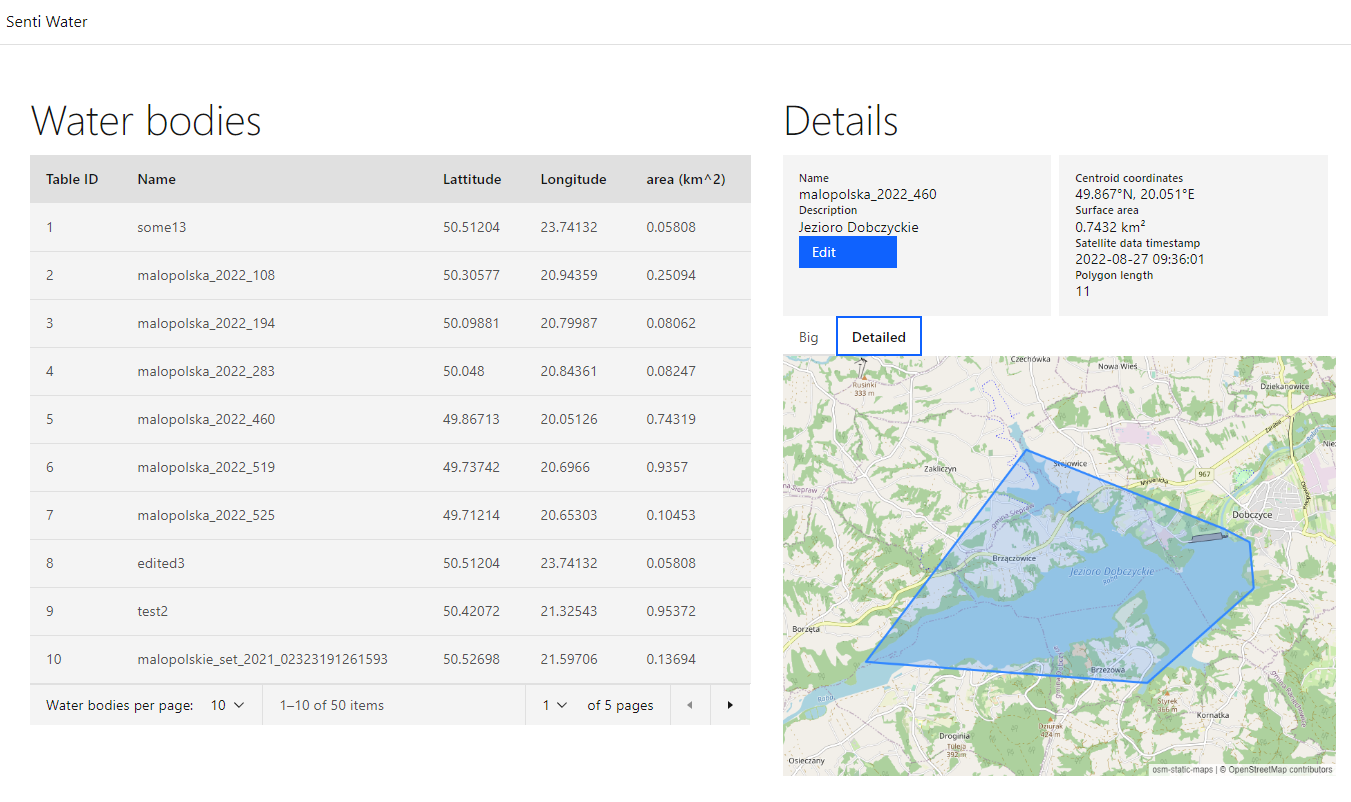 Senti Water
Water bodies
Table ID Name Lattitude Longitude area (km^2)
1 some13 50.51204 23.74132 0.05808
2 malopolska_2022_108 50.30577 20.94359 0.25094
3 malopolska_2022_194 50.09881 20.79987 0.08062
4 malopolska_2022_283 50.048 20.84361 0.08247
5 malopolska_2022_460 49.86713 20.05126 0.74319
6 malopolska_2022_519 49.73742 20.6966 0.9357
7 malopolska_2022_525 49.71214 20.65303 0.10453
8 edited3 50.51204 23.74132 0.05808
9 test2 50.42072 21.32543 0.95372
10 malopolskie_set_2021_02323191261593 50.52698 21.59706 0.13694
Water bodies per page: 10 1–10 of 50 items 1 of 5 pages
Details
Name
malopolska_2022_460
Description
Jezioro Dobczyckie
Edit
Centroid coordinates
49.867°N, 20.051°E
Surface area
0.7432 km²
Satellite data timestamp
2022-08-27 09:36:01
Polygon length
11
Big Detailed
Czechówka
Nowa Wieś
Rusinki
333 m
Dziekanowice
Zakliczyn
Stojowice
967
Dobczyce
Brzączowice
Jezioro Dobczyckie
Borzęta
Brzezowa
Styrek
366 m
Kornatka
Dziurak
424 m
Droginia
Tuleja
392m
Osieczany
osm-static-maps | © OpenStreetMap contributors